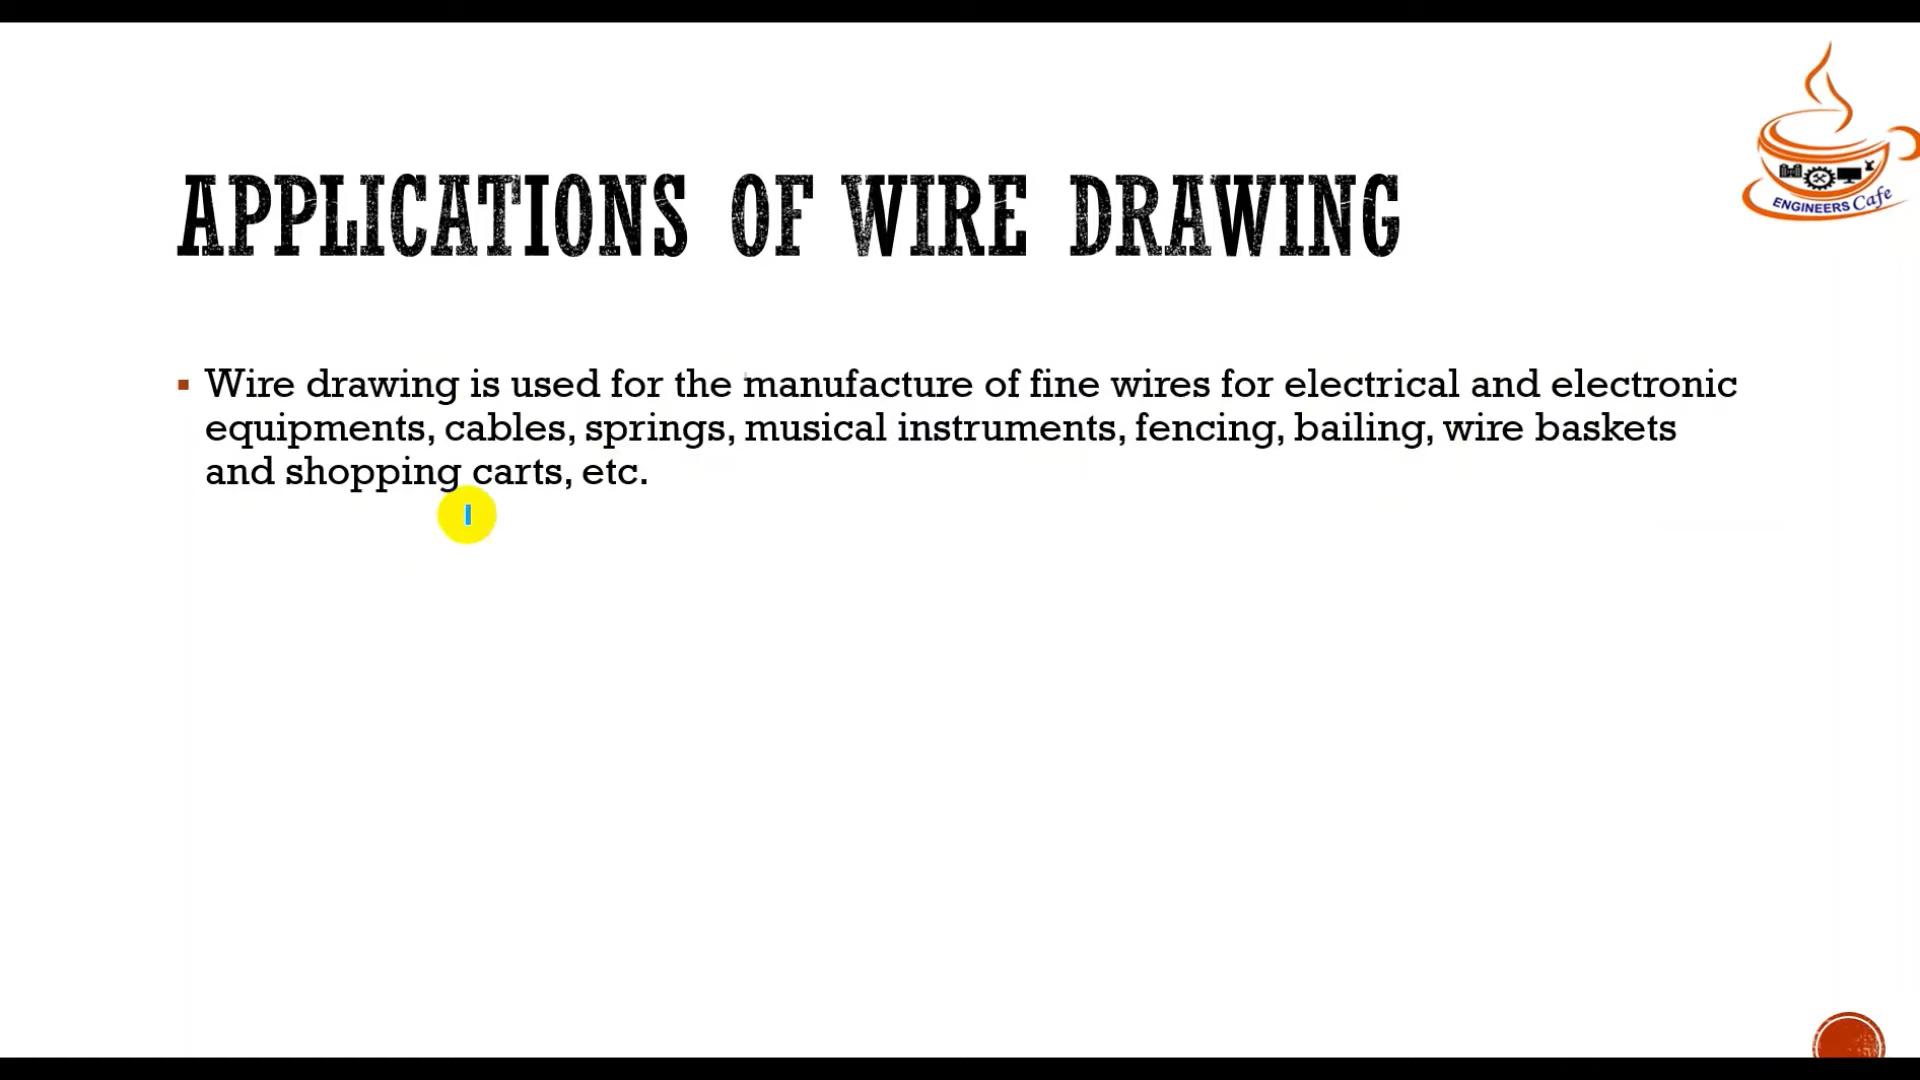 APPLICATIONS OF WIRE DRAWING
Wire drawing is used for the manufacture of fine wires for electrical and electronic
equipments, cables, springs, musical instruments, fencing, bailing, wire baskets
and shopping carts, etc.
ENGINEERS Cafe